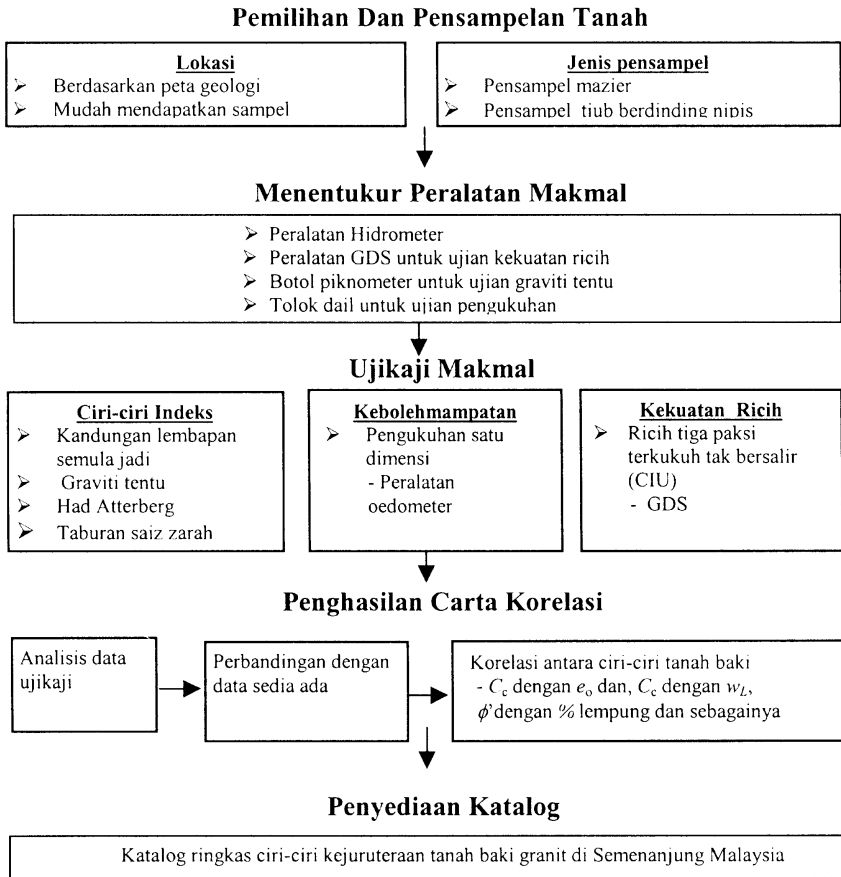 Pemilihan Dan Pensampelan Tanah
Lokasi
➢ Berdasarkan peta geologi
➢ Mudah mendapatkan sampel
Jenis pensampel
➢ Pensampel mazier
➢ Pensampel tiub berdinding nipis
Menentukur Peralatan Makmal
➢ Peralatan Hidrometer
➢ Peralatan GDS untuk ujian kekuatan ricih
➢ Botol piknometer untuk ujian graviti tentu
➢ Tolok dail untuk ujian pengukuhan
Ujikaji Makmal
Ciri-ciri Indeks
➢ Kandungan lembapan
semula jadi
➢ Graviti tentu
➢ Had Atterberg
➢ Taburan saiz zarah
Kebolehmampatan
➢ Pengukuhan satu
dimensi
- Peralatan
oedometer
Kekuatan Ricih
➢ Ricih tiga paksi
terkukuh tak bersalir
(CIU)
- GDS
Penghasilan Carta Korelasi
Analisis data
ujikaji
Perbandingan dengan
data sedia ada
Korelasi antara ciri-ciri tanah baki
- Cc dengan eo dan, Cc dengan wL,
ϕ' dengan % lempung dan sebagainya
Penyediaan Katalog
Katalog ringkas ciri-ciri kejuruteraan tanah baki granit di Semenanjung Malaysia